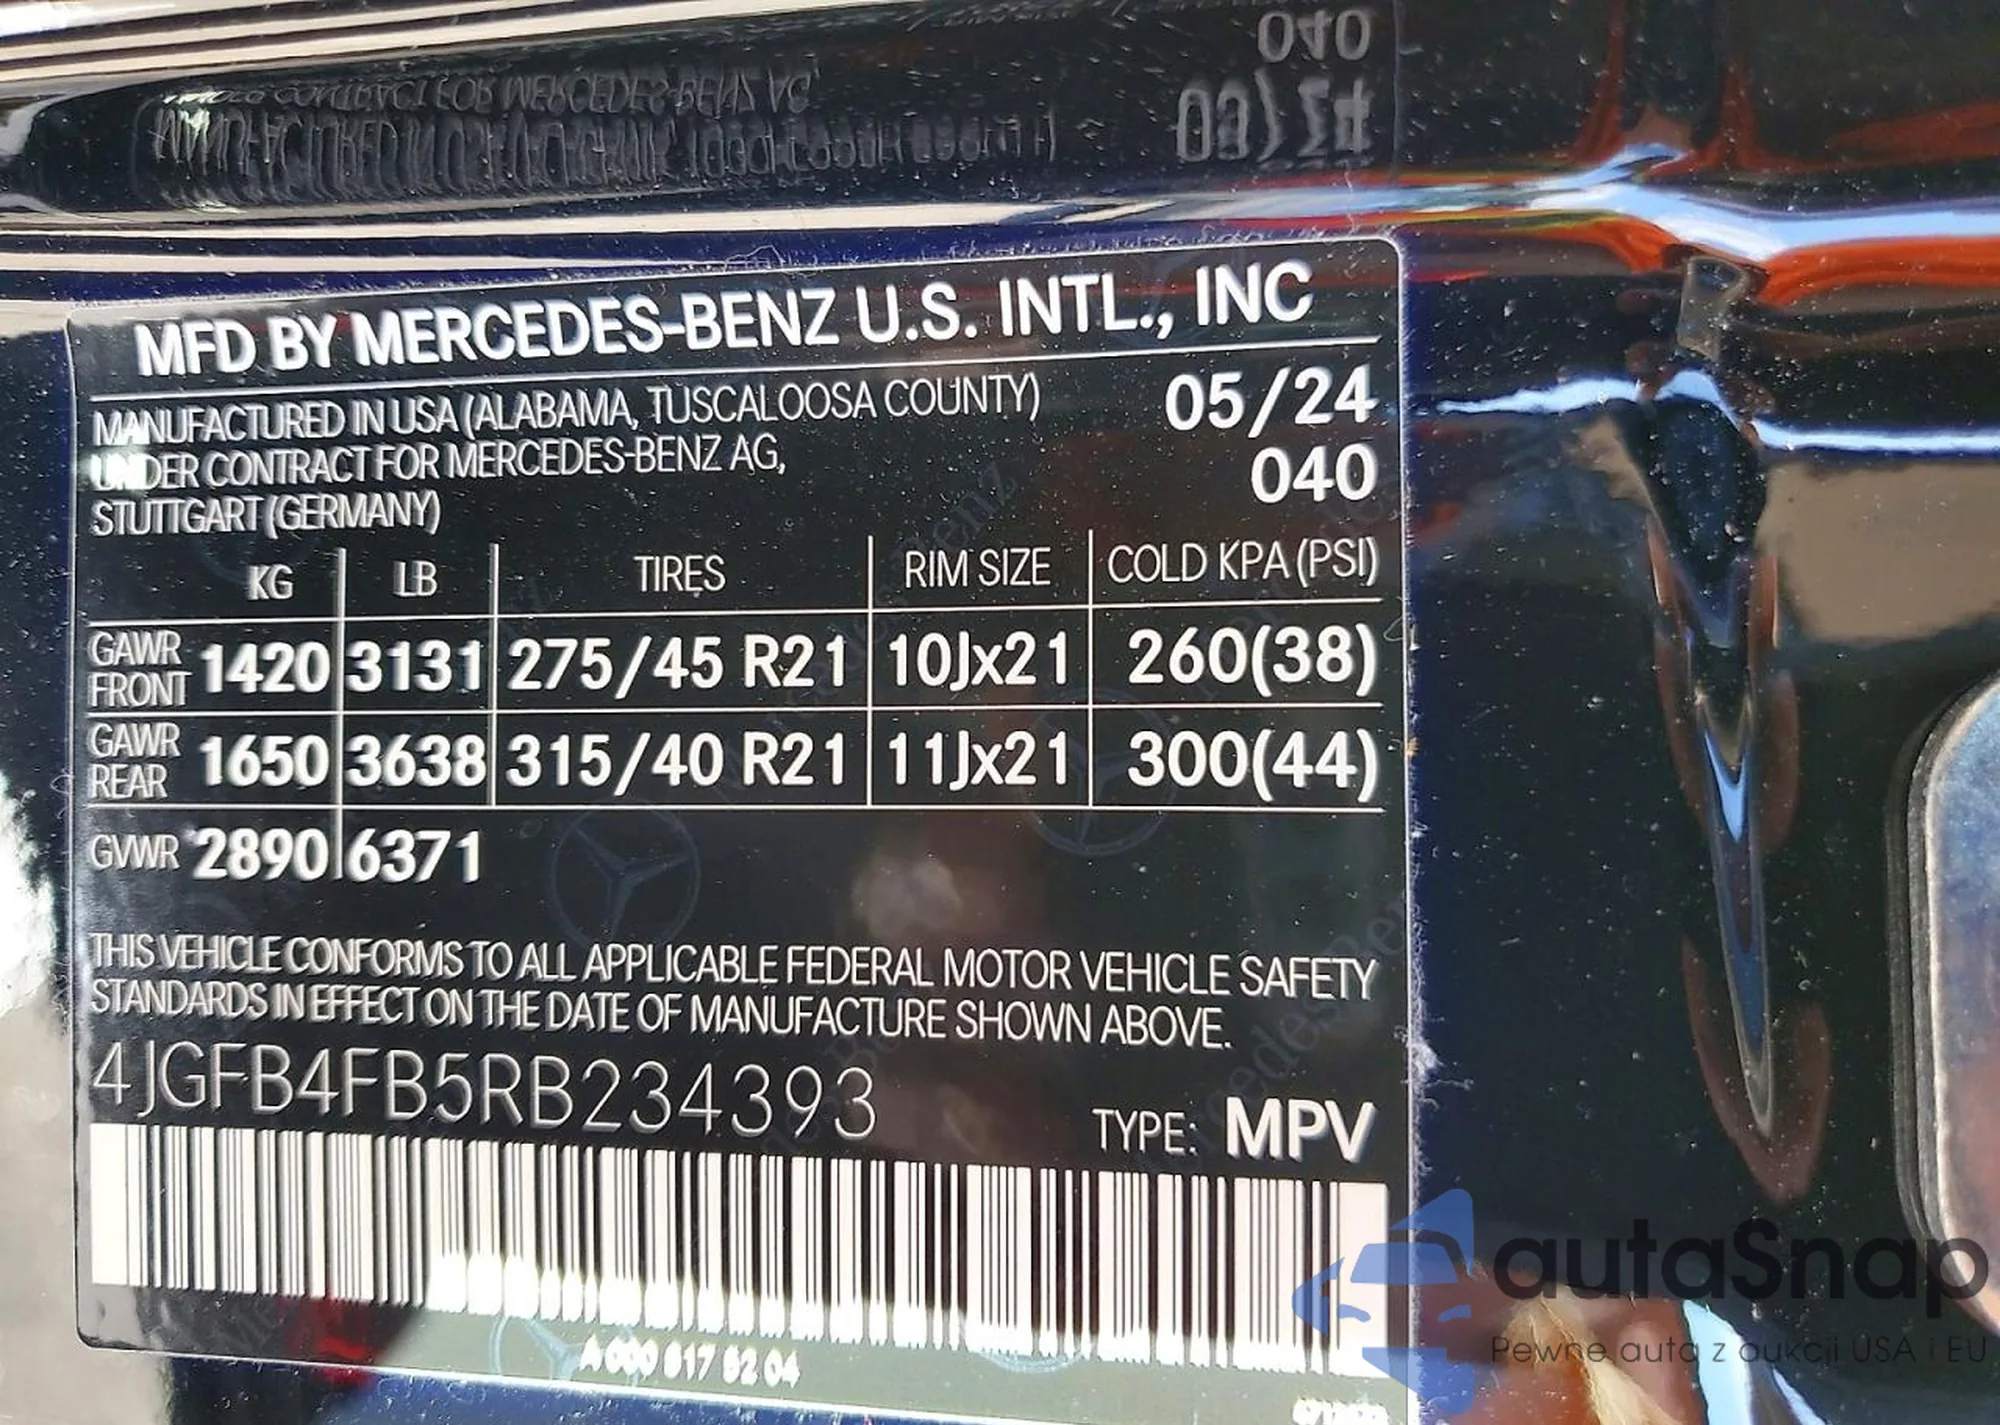 MFD BY MERCEDES-BENZ U.S. INTL., INC
MANUFACTURED IN USA (ALABAMA, TUSCALOOSA COUNTY) 05/24
UNDER CONTRACT FOR MERCEDES-BENZ AG, 040
STUTTGART (GERMANY)
KG LB TIRES RIM SIZE COLD KPA (PSI)
GAWR FRONT 1420 3131 275/45 R21 10Jx21 260(38)
GAWR REAR 1650 3638 315/40 R21 11Jx21 300(44)
GVWR 2890 6371
THIS VEHICLE CONFORMS TO ALL APPLICABLE FEDERAL MOTOR VEHICLE SAFETY
STANDARDS IN EFFECT ON THE DATE OF MANUFACTURE SHOWN ABOVE.
4JGFB4FB5RB234393
TYPE: MPV
A 000 817 52 04
autaSnap
Pewne auta z aukcji USA i EU